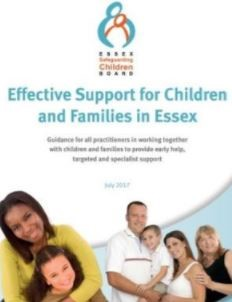 ESSEX
Safeguarding
Children
BOARD
Effective Support for Children
and Families in Essex
Guidance for all practitioners in working together
with children and families to provide early help,
targeted and specialist support
July 2017